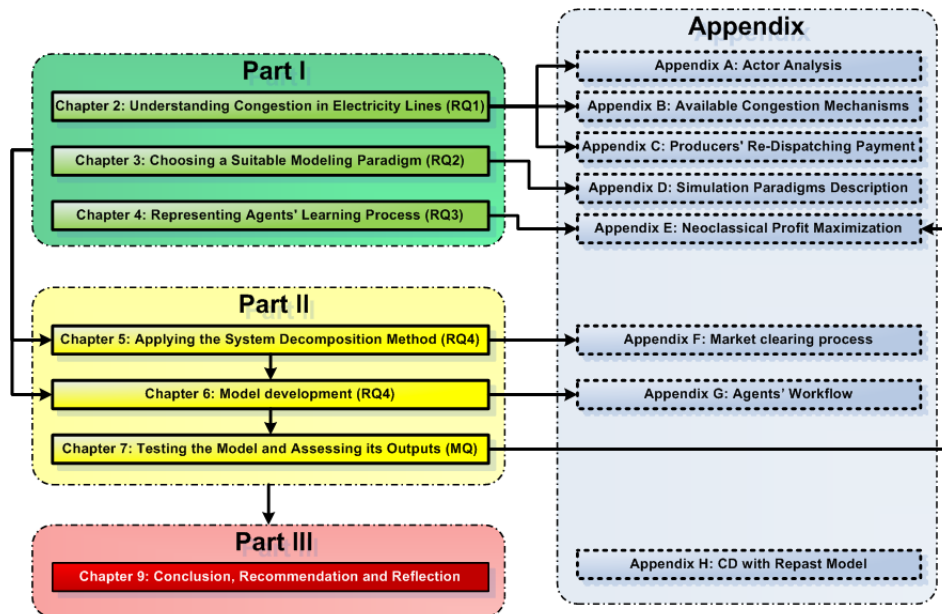 Part I
Chapter 2: Understanding Congestion in Electricity Lines (RQ1)
Chapter 3: Choosing a Suitable Modeling Paradigm (RQ2)
Chapter 4: Representing Agents' Learning Process (RQ3)
Part II
Chapter 5: Applying the System Decomposition Method (RQ4)
Chapter 6: Model development (RQ4)
Chapter 7: Testing the Model and Assessing its Outputs (MQ)
Part III
Chapter 9: Conclusion, Recommendation and Reflection
Appendix
Appendix A: Actor Analysis
Appendix B: Available Congestion Mechanisms
Appendix C: Producers' Re-Dispatching Payment
Appendix D: Simulation Paradigms Description
Appendix E: Neoclassical Profit Maximization
Appendix F: Market clearing process
Appendix G: Agents’ Workflow
Appendix H: CD with Repast Model